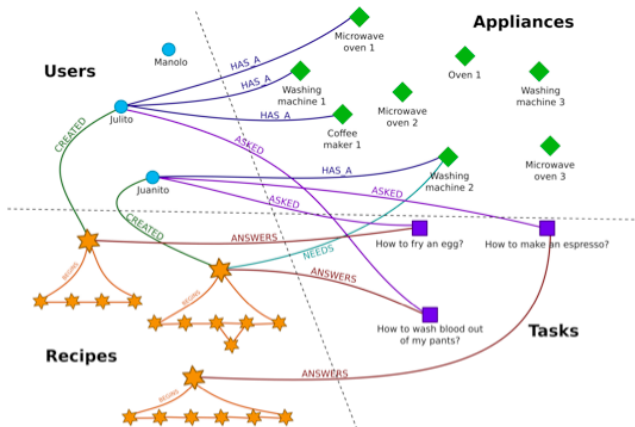 Microwave
oven 1
Appliances
Users
Manolo
HAS_A
Oven 1
HAS_A
Washing
machine 1
Washing
machine 3
Microwave
oven 2
Julito
HAS_A
Coffee
maker 1
CREATED
ASKED
Microwave
oven 3
HAS_A
Washing
machine 2
Juanito
ASKED
ASKED
CREATED
ANSWERS
How to fry an egg?
How to make an espresso?
NEEDS
BEGINS
ANSWERS
BEGINS
How to wash blood out
of my pants?
Tasks
Recipes
ANSWERS
BEGINS